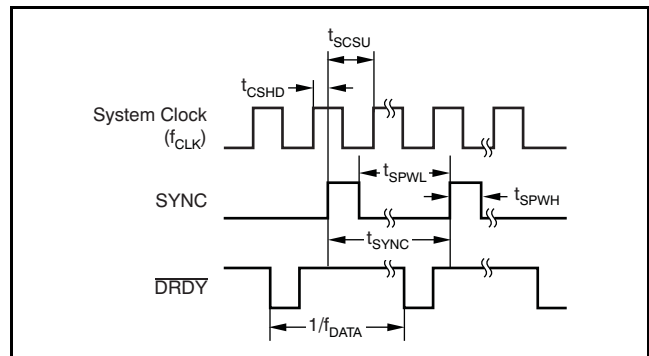 tSCSU
tCSHD
System Clock
(fCLK)
tSPWL
SYNC
tSPWH
tSYNC
DRDY
1/fDATA